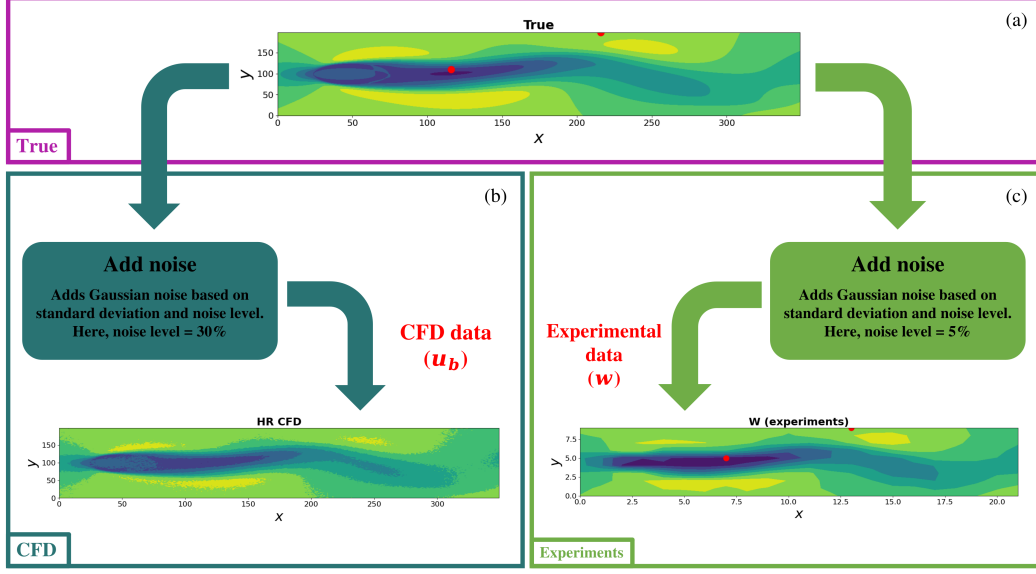 (a)
True
y
150
100
50
0
0 50 100 150 200 250 300
x
True
(b)
Add noise
Adds Gaussian noise based on
standard deviation and noise level.
Here, noise level = 30%
CFD data
(u_b)
HR CFD
y
150
100
50
0
0 50 100 150 200 250 300
x
CFD
(c)
Add noise
Adds Gaussian noise based on
standard deviation and noise level.
Here, noise level = 5%
Experimental
data
(w)
W (experiments)
y
7.5
5.0
2.5
0.0
0.0 2.5 5.0 7.5 10.0 12.5 15.0 17.5 20.0
x
Experiments